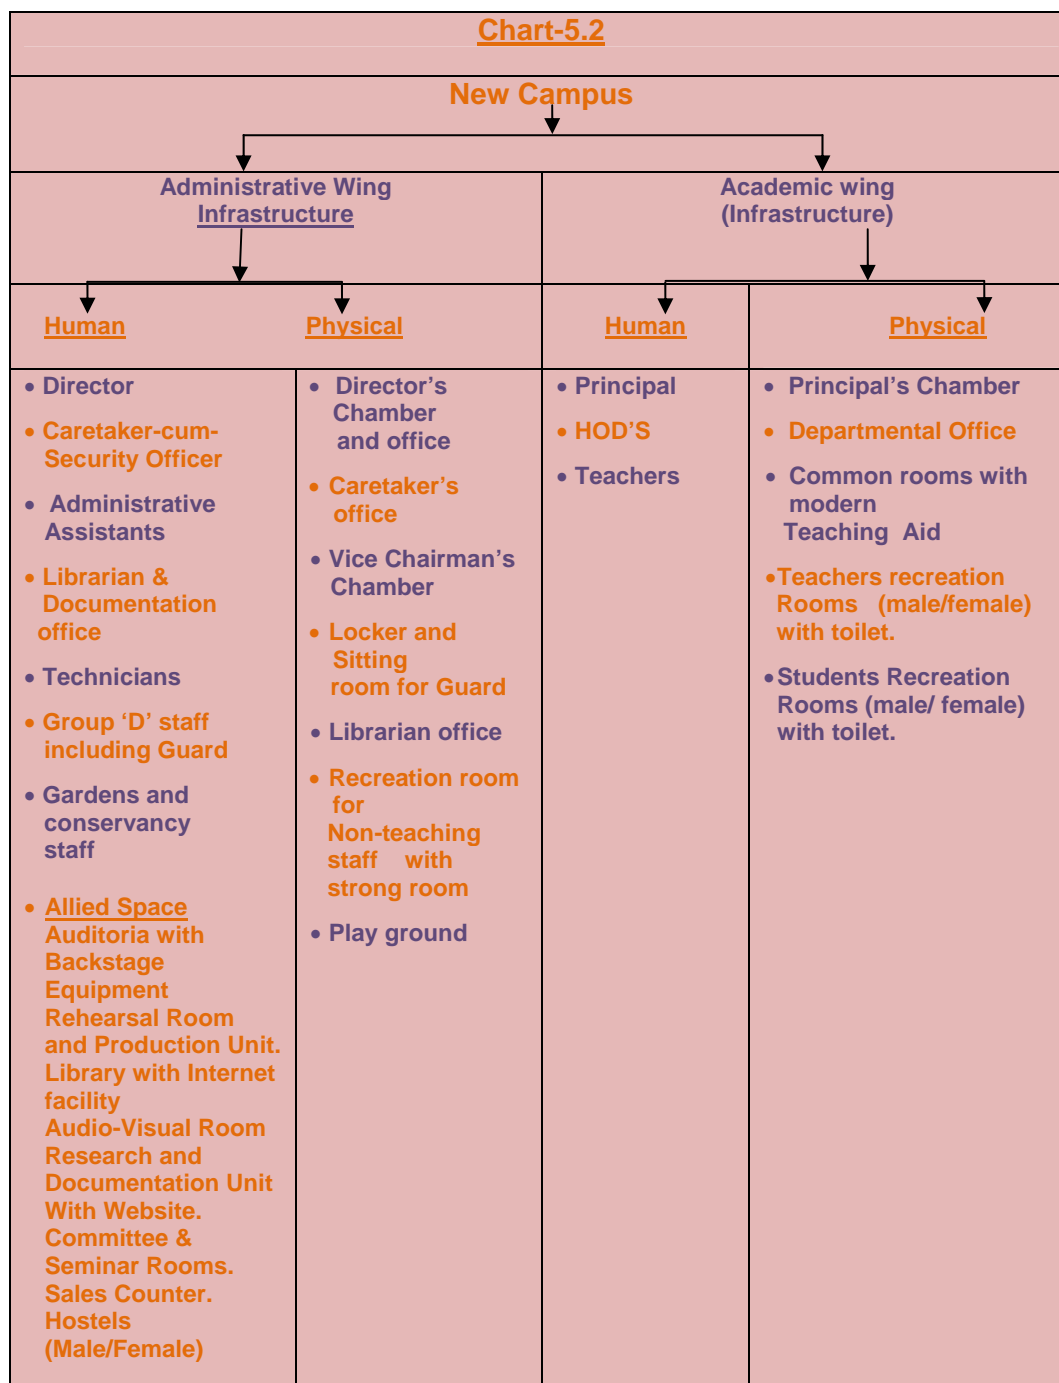 Chart-5.2
New Campus
Administrative Wing
Infrastructure
Academic wing
(Infrastructure)
Human
Physical
Human
Physical
• Director
• Caretaker-cum-
Security Officer
• Administrative
Assistants
• Librarian &
Documentation
office
• Technicians
• Group ‘D’ staff
including Guard
• Gardens and
conservancy
staff
• Allied Space
Auditoria with
Backstage
Equipment
Rehearsal Room
and Production Unit.
Library with Internet
facility
Audio-Visual Room
Research and
Documentation Unit
With Website.
Committee &
Seminar Rooms.
Sales Counter.
Hostels
(Male/Female)
• Director’s
Chamber
and office
• Caretaker’s
office
• Vice Chairman’s
Chamber
• Locker and
Sitting
room for Guard
• Librarian office
• Recreation room
for
Non-teaching
staff with
strong room
• Play ground
• Principal
• HOD’S
• Teachers
• Principal’s Chamber
• Departmental Office
• Common rooms with
modern
Teaching Aid
• Teachers recreation
Rooms (male/female)
with toilet.
• Students Recreation
Rooms (male/ female)
with toilet.